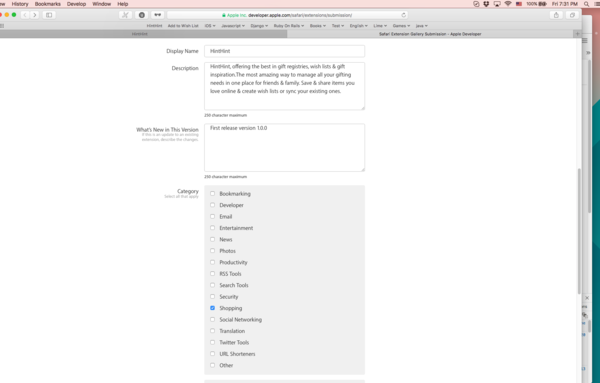 History Bookmarks Develop Window Help
100% Fri 7:31 PM
Apple Inc. developer.apple.com/safari/extensions/submission/
HintHint Add to Wish List iOS Javascript Django Ruby On Rails Books Tool English Limo Games java
HintHint Safari Extension Gallery Submission - Apple Developer
Display Name HintHint
Description HintHint, offering the best in gift registries, wish lists & gift
inspiration.The most amazing way to manage all your gifting
needs in one place for friends & family. Save & share items you
love online & create wish lists or sync your existing ones.
250 character maximum
What's New in This Version First release version 1.0.0
If this is an update to an existing
extension, describe the changes.
250 character maximum
Category
Select all that apply
Bookmarking
Developer
Email
Entertainment
News
Photos
Productivity
RSS Tools
Search Tools
Security
Shopping
Social Networking
Translation
Twitter Tools
URL Shorteners
Other